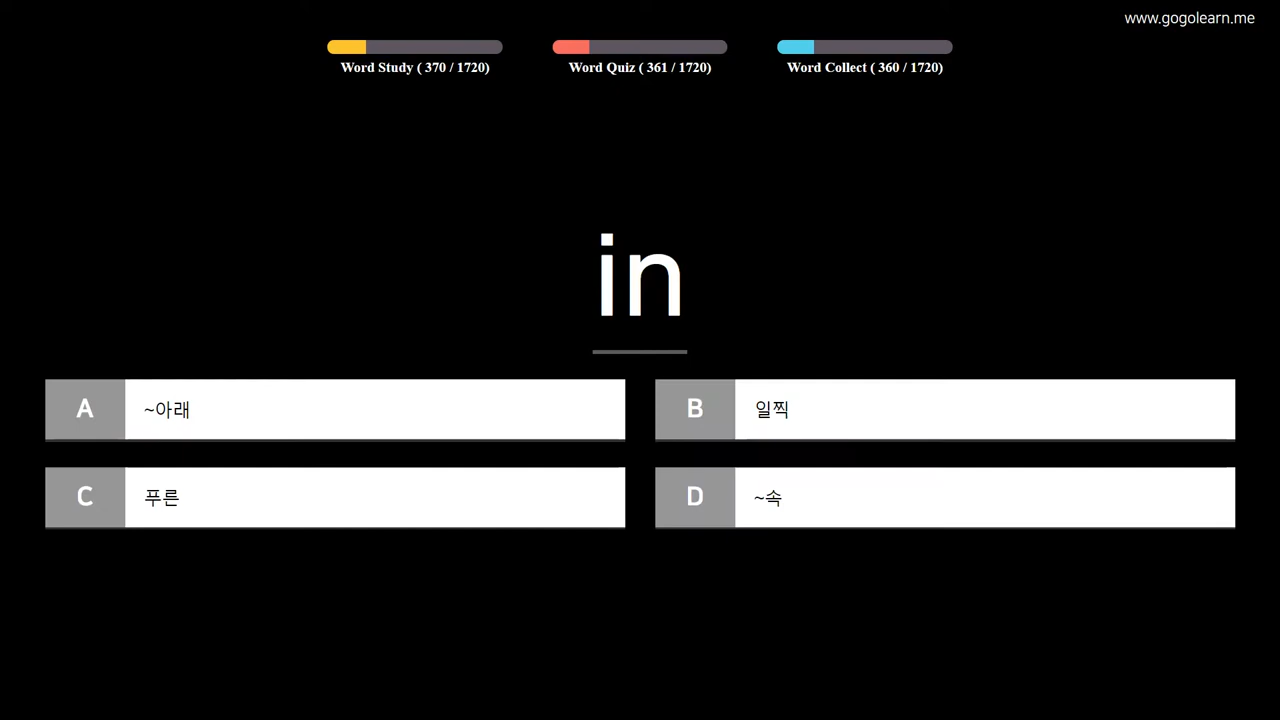 www.gogolearn.me
Word Study ( 370 / 1720)
Word Quiz ( 361 / 1720)
Word Collect ( 360 / 1720)
in
A ~아래
B 일찍
C 푸른
D ~속